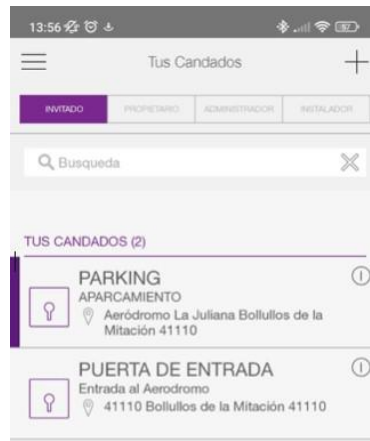 13:56
57
Tus Candados
INVITADO PROPIETARIO ADMINISTRADOR INSTALADOR
Busqueda
TUS CANDADOS (2)
PARKING
APARCAMIENTO
Aeródromo La Juliana Bollullos de la
Mitación 41110
PUERTA DE ENTRADA
Entrada al Aerodromo
41110 Bollullos de la Mitación 41110